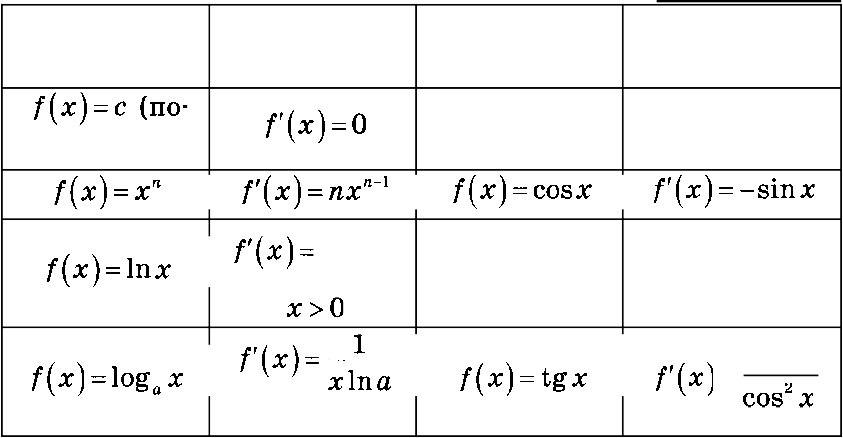 f(x)=c (по-
f'(x)=0
f(x)=xⁿ f'(x)=nxⁿ⁻¹ f(x)=cos x f'(x)=-sin x
f(x)=ln x
f'(x)=
x>0
f(x)=logₐ x
f'(x)= 1
x ln a
f(x)=tg x
f'(x)
cos² x